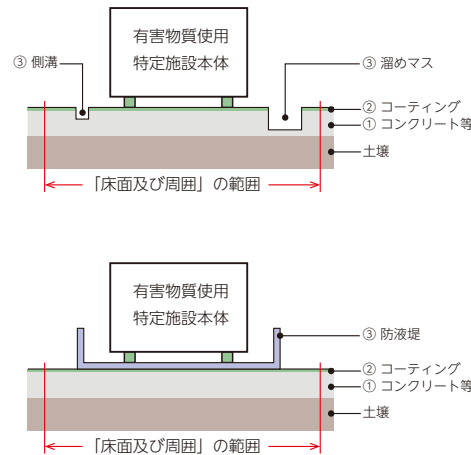 有害物質使用
特定施設本体
③ 側溝
③ 溜めマス
② コーティング
① コンクリート等
土壌
「床面及び周囲」の範囲
有害物質使用
特定施設本体
③ 防液堤
② コーティング
① コンクリート等
土壌
「床面及び周囲」の範囲